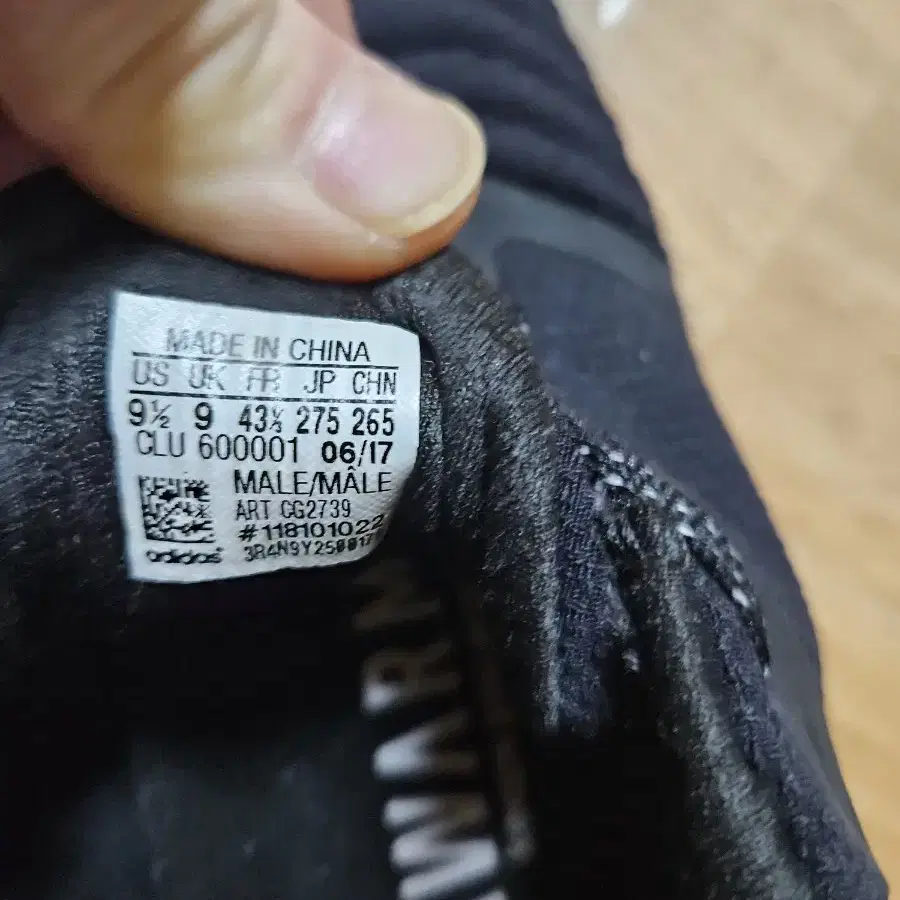 MADE IN CHINA
US UK FR JP CHN
9½ 9 43⅓ 275 265
CLU 600001 06/17
MALE/MÂLE
ART CG2739
#118101022
adidas
WARM